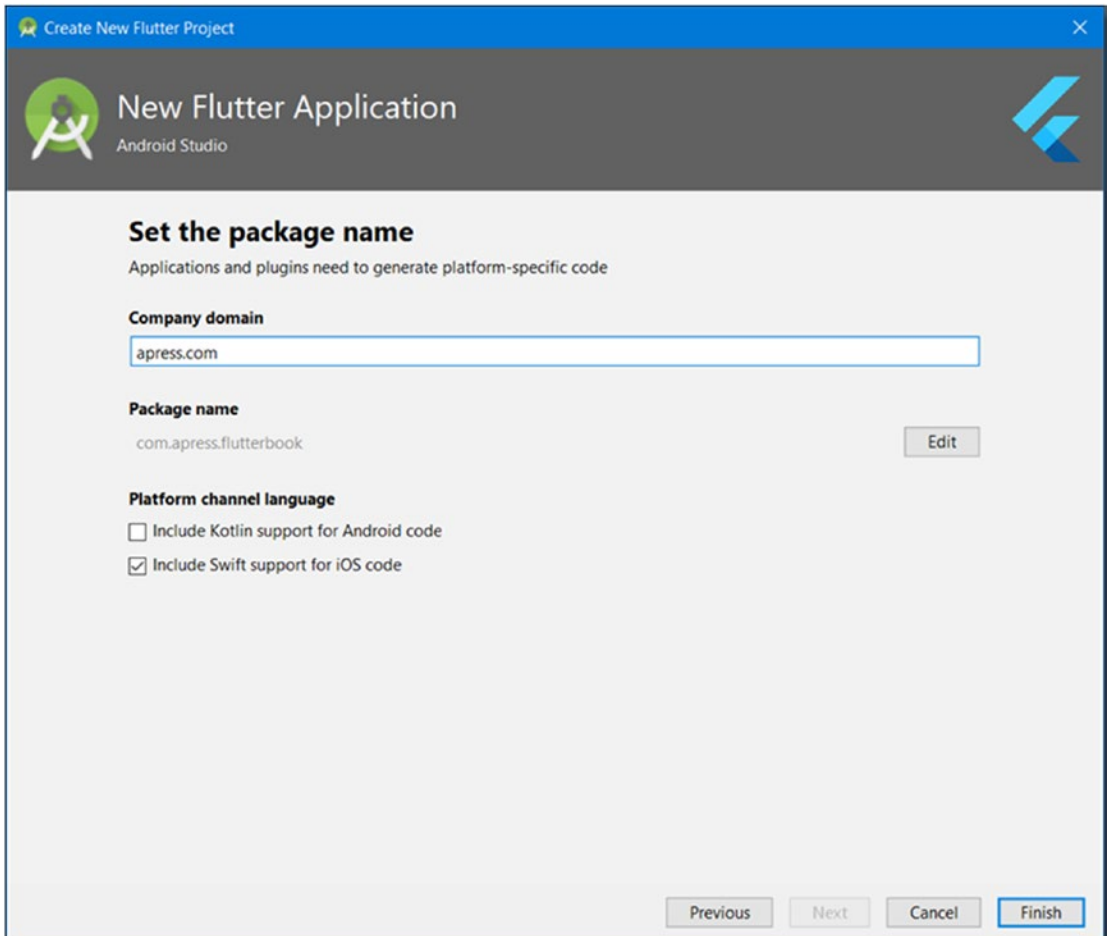 Create New Flutter Project
New Flutter Application
Android Studio
Set the package name
Applications and plugins need to generate platform-specific code
Company domain
apress.com
Package name
com.apress.flutterbook
Edit
Platform channel language
Include Kotlin support for Android code
Include Swift support for iOS code
Previous Next Cancel Finish